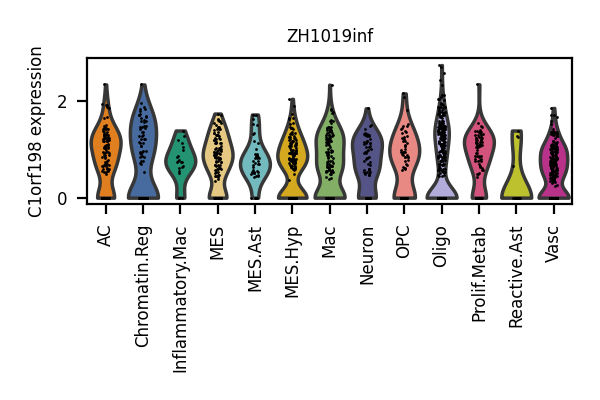 ZH1019inf
C1orf198 expression
2
0
AC
Chromatin.Reg
Inflammatory.Mac
MES
MES.Ast
MES.Hyp
Mac
Neuron
OPC
Oligo
Prolif.Metab
Reactive.Ast
Vasc